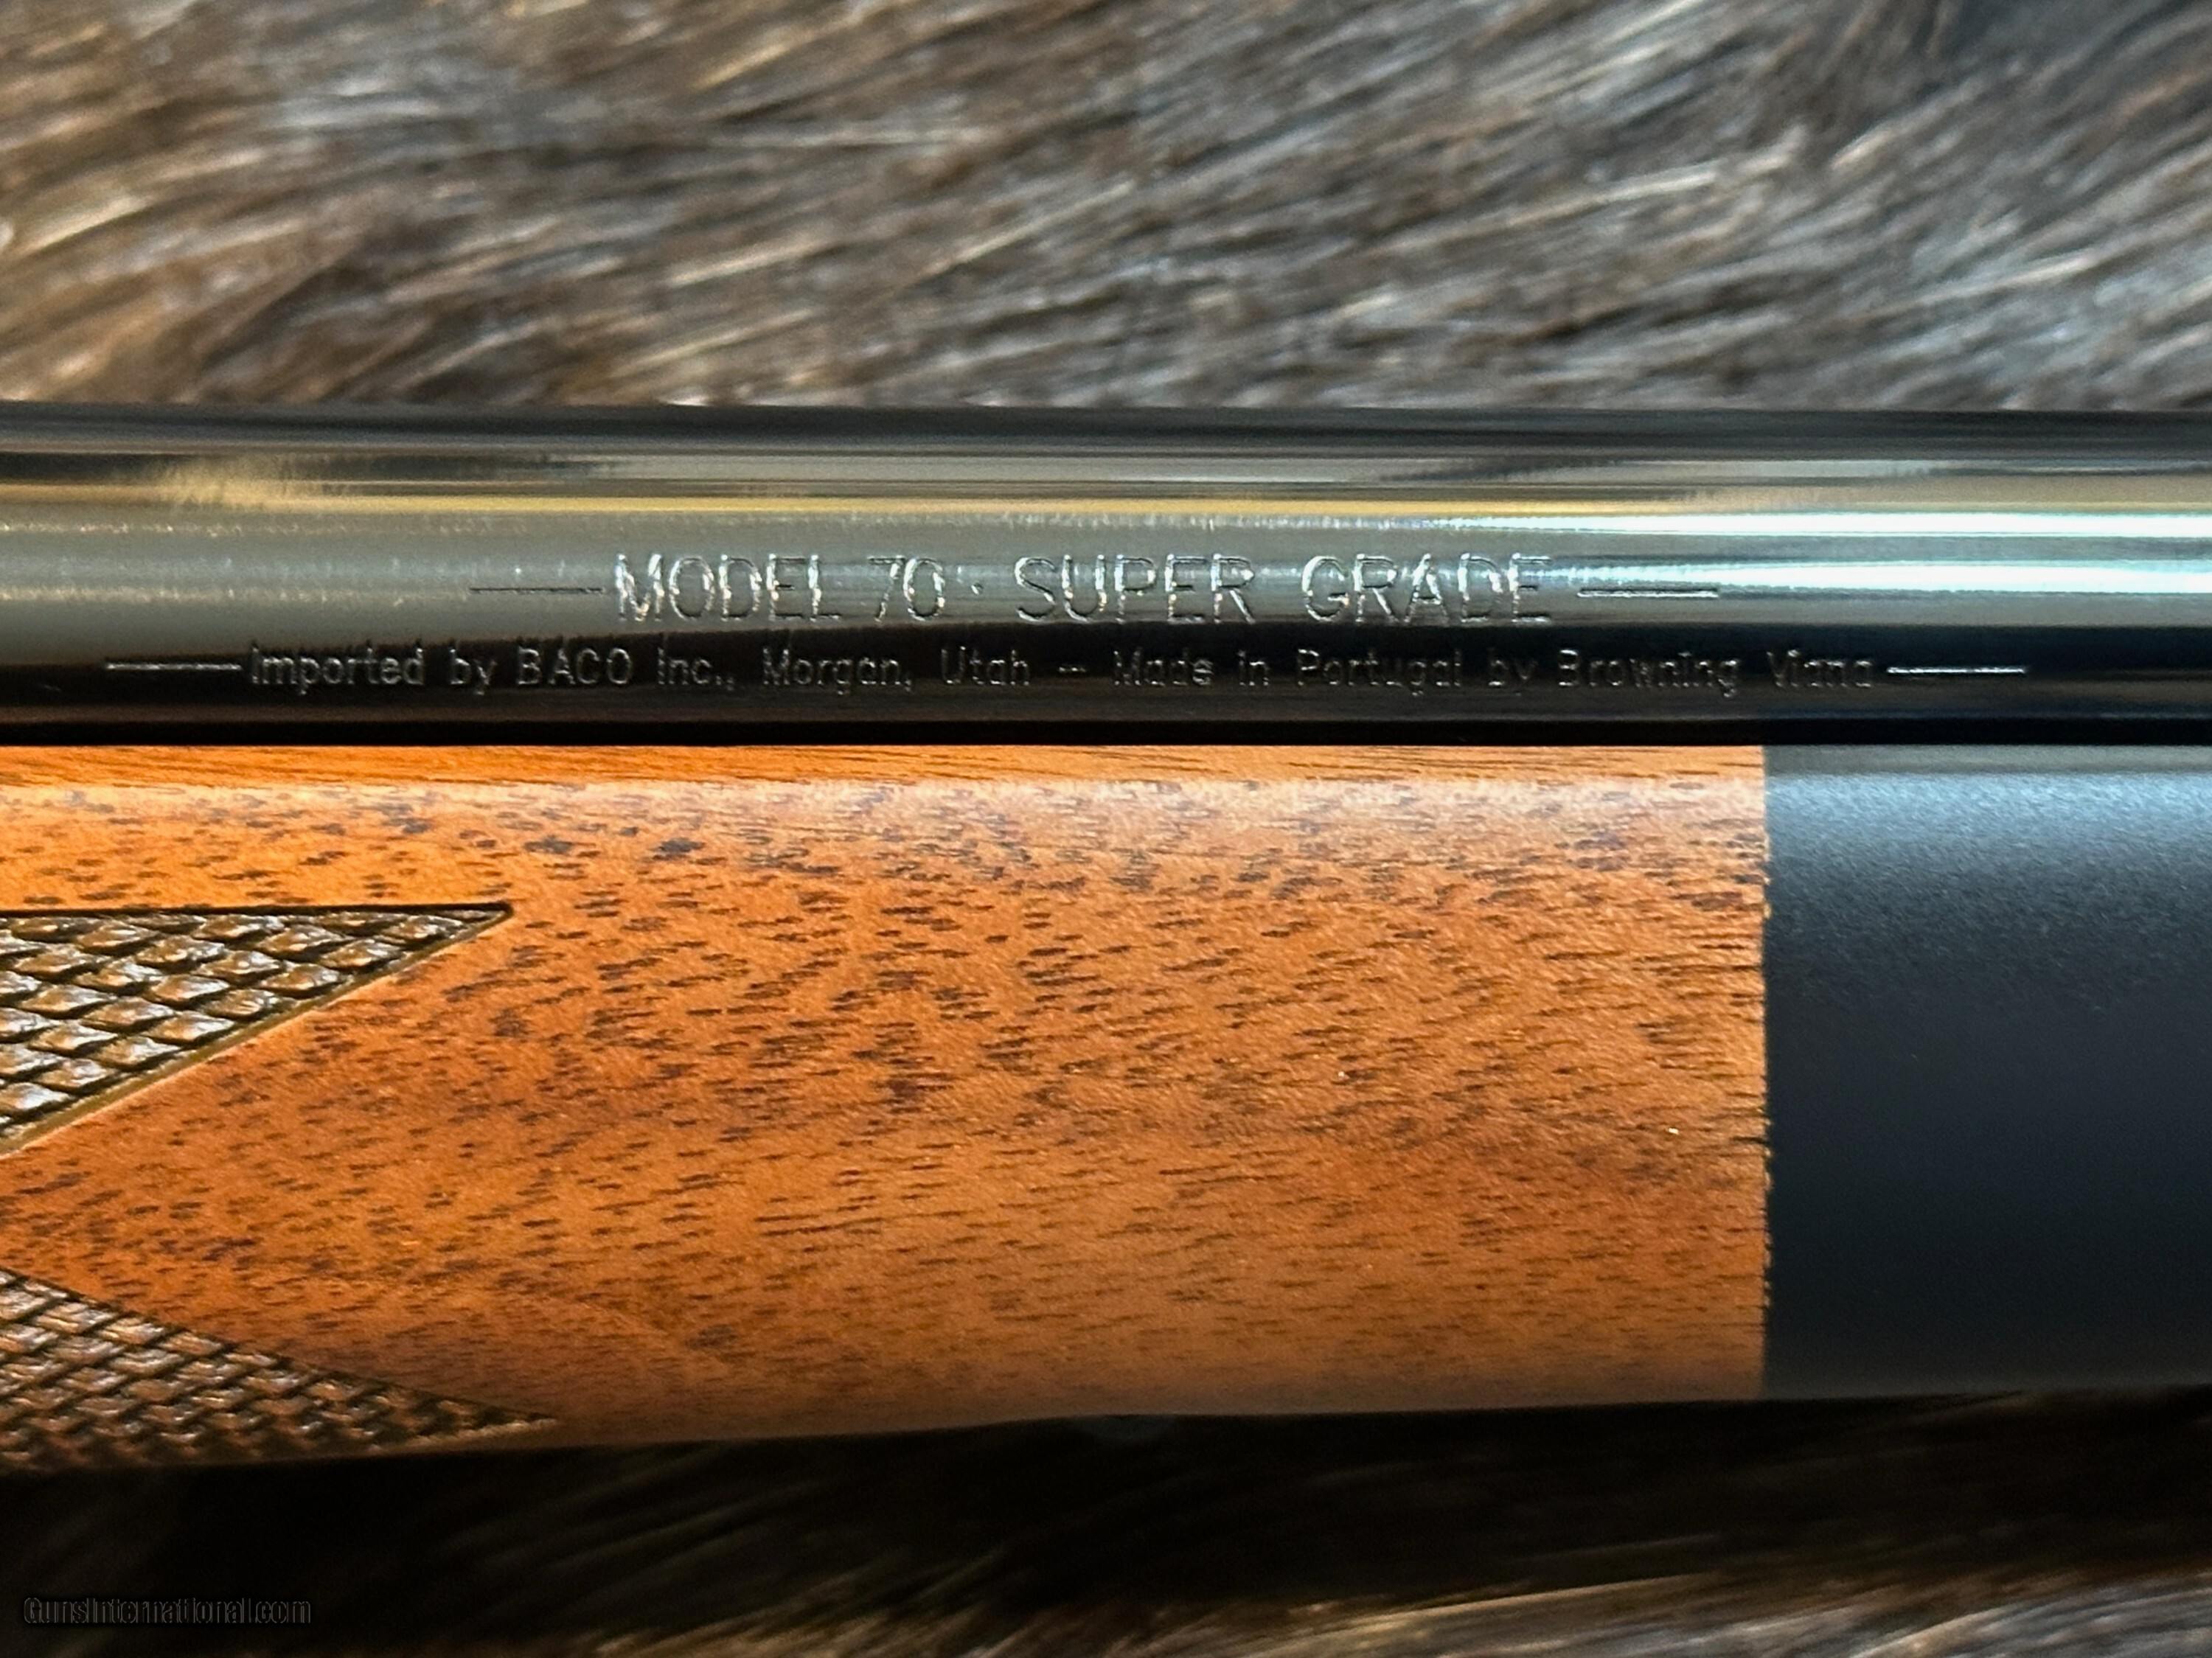 MODEL 70 · SUPER GRADE
Imported by BACO Inc., Morgan, Utah - Made in Portugal by Browning Viana
GunsInternational.com